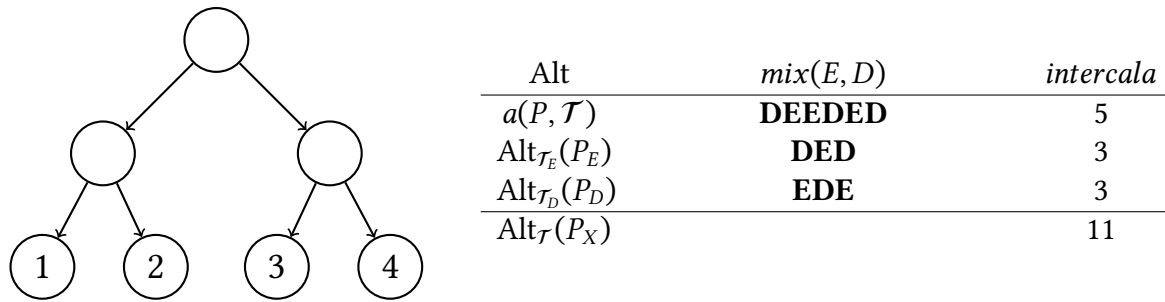 1 2 3 4
Alt mix(E, D) intercala
a(P, 𝒯) DEEDED 5
Alt_{𝒯_E}(P_E) DED 3
Alt_{𝒯_D}(P_D) EDE 3
Alt_𝒯(P_X) 11